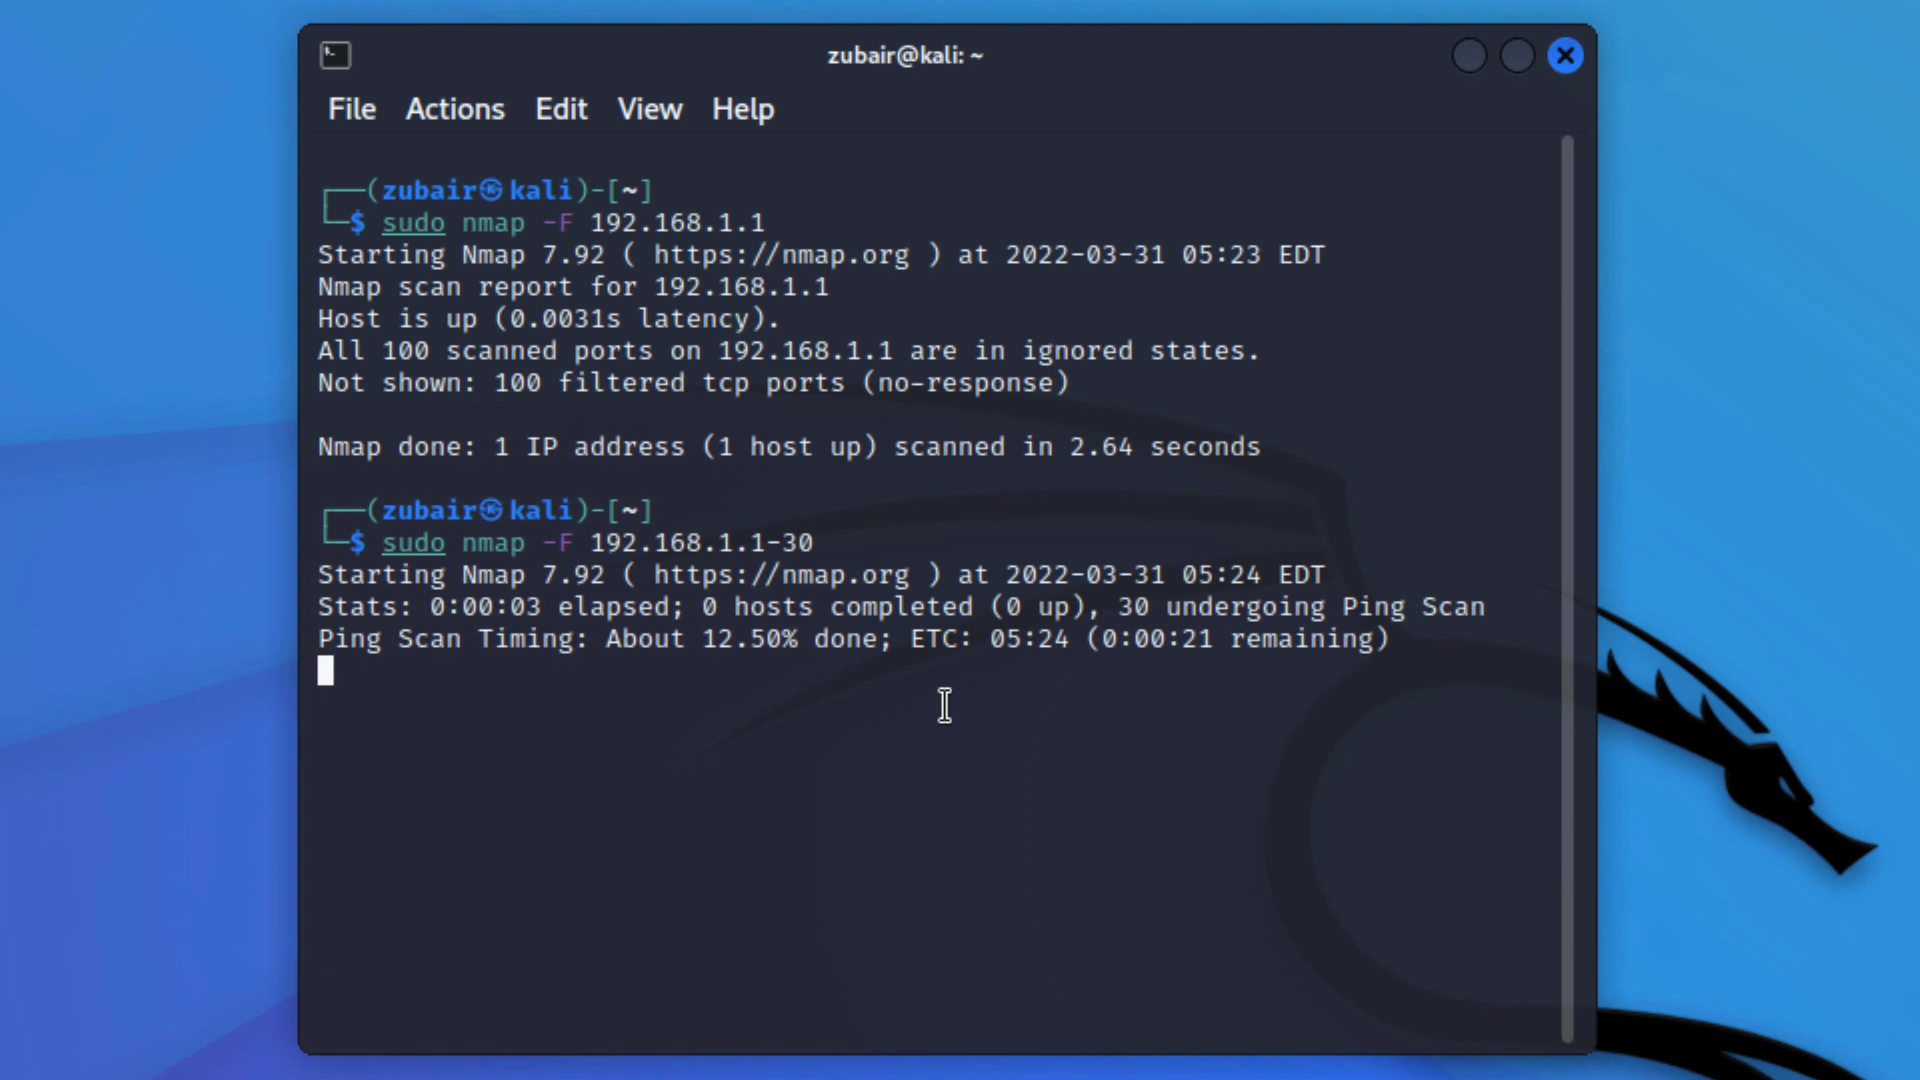 zubair@kali: ~
File Actions Edit View Help
┌──(zubair㉿kali)-[~]
└─$ sudo nmap -F 192.168.1.1
Starting Nmap 7.92 ( https://nmap.org ) at 2022-03-31 05:23 EDT
Nmap scan report for 192.168.1.1
Host is up (0.0031s latency).
All 100 scanned ports on 192.168.1.1 are in ignored states.
Not shown: 100 filtered tcp ports (no-response)
Nmap done: 1 IP address (1 host up) scanned in 2.64 seconds
┌──(zubair㉿kali)-[~]
└─$ sudo nmap -F 192.168.1.1-30
Starting Nmap 7.92 ( https://nmap.org ) at 2022-03-31 05:24 EDT
Stats: 0:00:03 elapsed; 0 hosts completed (0 up), 30 undergoing Ping Scan
Ping Scan Timing: About 12.50% done; ETC: 05:24 (0:00:21 remaining)